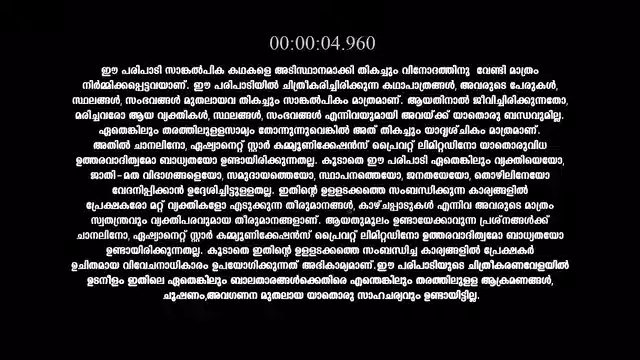 00:00:04.960
ഈ പരിപാടി സാങ്കൽപിക കഥകളെ അടിസ്ഥാനമാക്കി തികച്ചും വിനോദത്തിനു വേണ്ടി മാത്രം
നിർമ്മിക്കപ്പെട്ടവയാണ്. ഈ പരിപാടിയിൽ ചിത്രീകരിച്ചിരിക്കുന്ന കഥാപാത്രങ്ങൾ, അവരുടെ പേരുകൾ,
സ്ഥലങ്ങൾ, സംഭവങ്ങൾ മുതലായവ തികച്ചും സാങ്കൽപികം മാത്രമാണ്. ആയതിനാൽ ജീവിച്ചിരിക്കുന്നതോ,
മരിച്ചവരോ ആയ വ്യക്തികൾ, സ്ഥലങ്ങൾ, സംഭവങ്ങൾ എന്നിവയുമായി അവയ്ക്ക് യാതൊരു ബന്ധവുമില്ല.
ഏതെങ്കിലും തരത്തിലുളളസാമ്യം തോന്നുന്നുവെങ്കിൽ അത് തികച്ചും യാദൃശ്ചികം മാത്രമാണ്.
അതിൽ ചാനലിനോ, ഏഷ്യാനെറ്റ് സ്റ്റാർ കമ്മ്യൂണിക്കേഷൻസ് പ്രൈവറ്റ് ലിമിറ്റഡിനോ യാതൊരുവിധ
ഉത്തരവാദിത്വമോ ബാധ്യതയോ ഉണ്ടായിരിക്കുന്നതല്ല. കൂടാതെ ഈ പരിപാടി ഏതെങ്കിലും വ്യക്തിയെയോ,
ജാതി-മത വിഭാഗങ്ങളെയോ, സമുദായത്തെയോ, സ്ഥാപനത്തെയോ, ജനതയേയോ, തൊഴിലിനേയോ
വേദനിപ്പിക്കാൻ ഉദ്ദേശിച്ചിട്ടുളളതല്ല. ഇതിന്റെ ഉളളടക്കത്തെ സംബന്ധിക്കുന്ന കാര്യങ്ങളിൽ
പ്രേക്ഷകരോ മറ്റ് വ്യക്തികളോ എടുക്കുന്ന തീരുമാനങ്ങൾ, കാഴ്ചപ്പാടുകൾ എന്നിവ അവരുടെ മാത്രം
സ്വതന്ത്രവും വ്യക്തിപരവുമായ തീരുമാനങ്ങളാണ്. ആയതുമൂലം ഉണ്ടായേക്കാവുന്ന പ്രശ്നങ്ങൾക്ക്
ചാനലിനോ, ഏഷ്യാനെറ്റ് സ്റ്റാർ കമ്മ്യൂണിക്കേഷൻസ് പ്രൈവറ്റ് ലിമിറ്റഡിനോ ഉത്തരവാദിത്വമോ ബാധ്യതയോ
ഉണ്ടായിരിക്കുന്നതല്ല. കൂടാതെ ഇതിന്റെ ഉളളടക്കത്തെ സംബന്ധിച്ച കാര്യങ്ങളിൽ പ്രേക്ഷകർ
ഉചിതമായ വിവേചനാധികാരം ഉപയോഗിക്കുന്നത് അഭികാമ്യമാണ്.ഈ പരിപാടിയുടെ ചിത്രീകരണവേളയിൽ
ഉടനീളം ഇതിലെ ഏതെങ്കിലും ബാലതാരങ്ങൾക്കെതിരെ എന്തെങ്കിലും തരത്തിലുളള ആക്രമണങ്ങൾ,
ചൂഷണം,അവഗണന മുതലായ യാതൊരു സാഹചര്യവും ഉണ്ടായിട്ടില്ല.